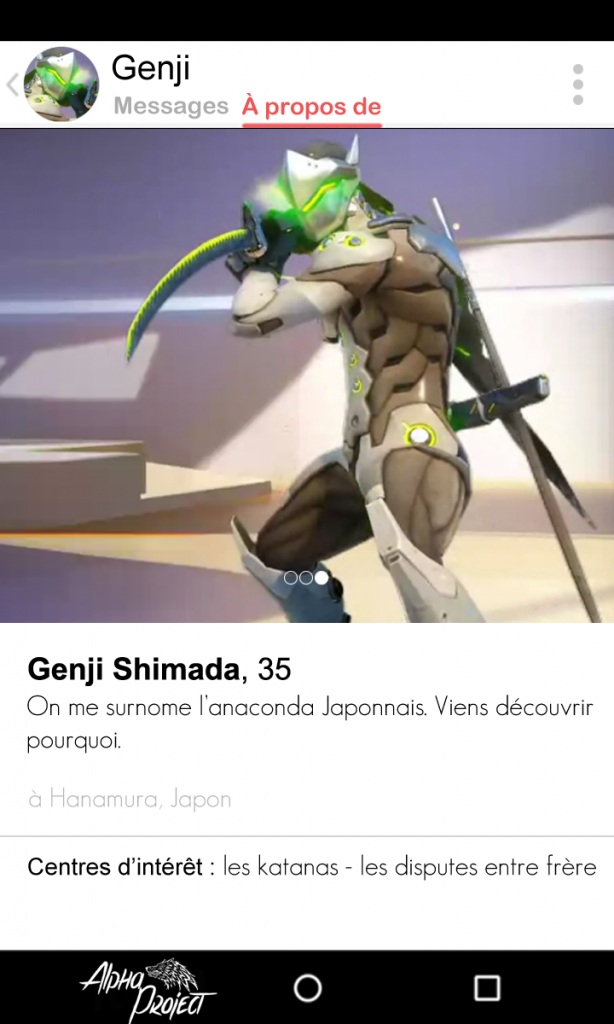 Genji
Messages À propos de
Genji Shimada, 35
On me surnome l'anaconda Japonnais. Viens découvrir
pourquoi.
à Hanamura, Japon
Centres d'intérêt : les katanas - les disputes entre frère
Alpha
Project